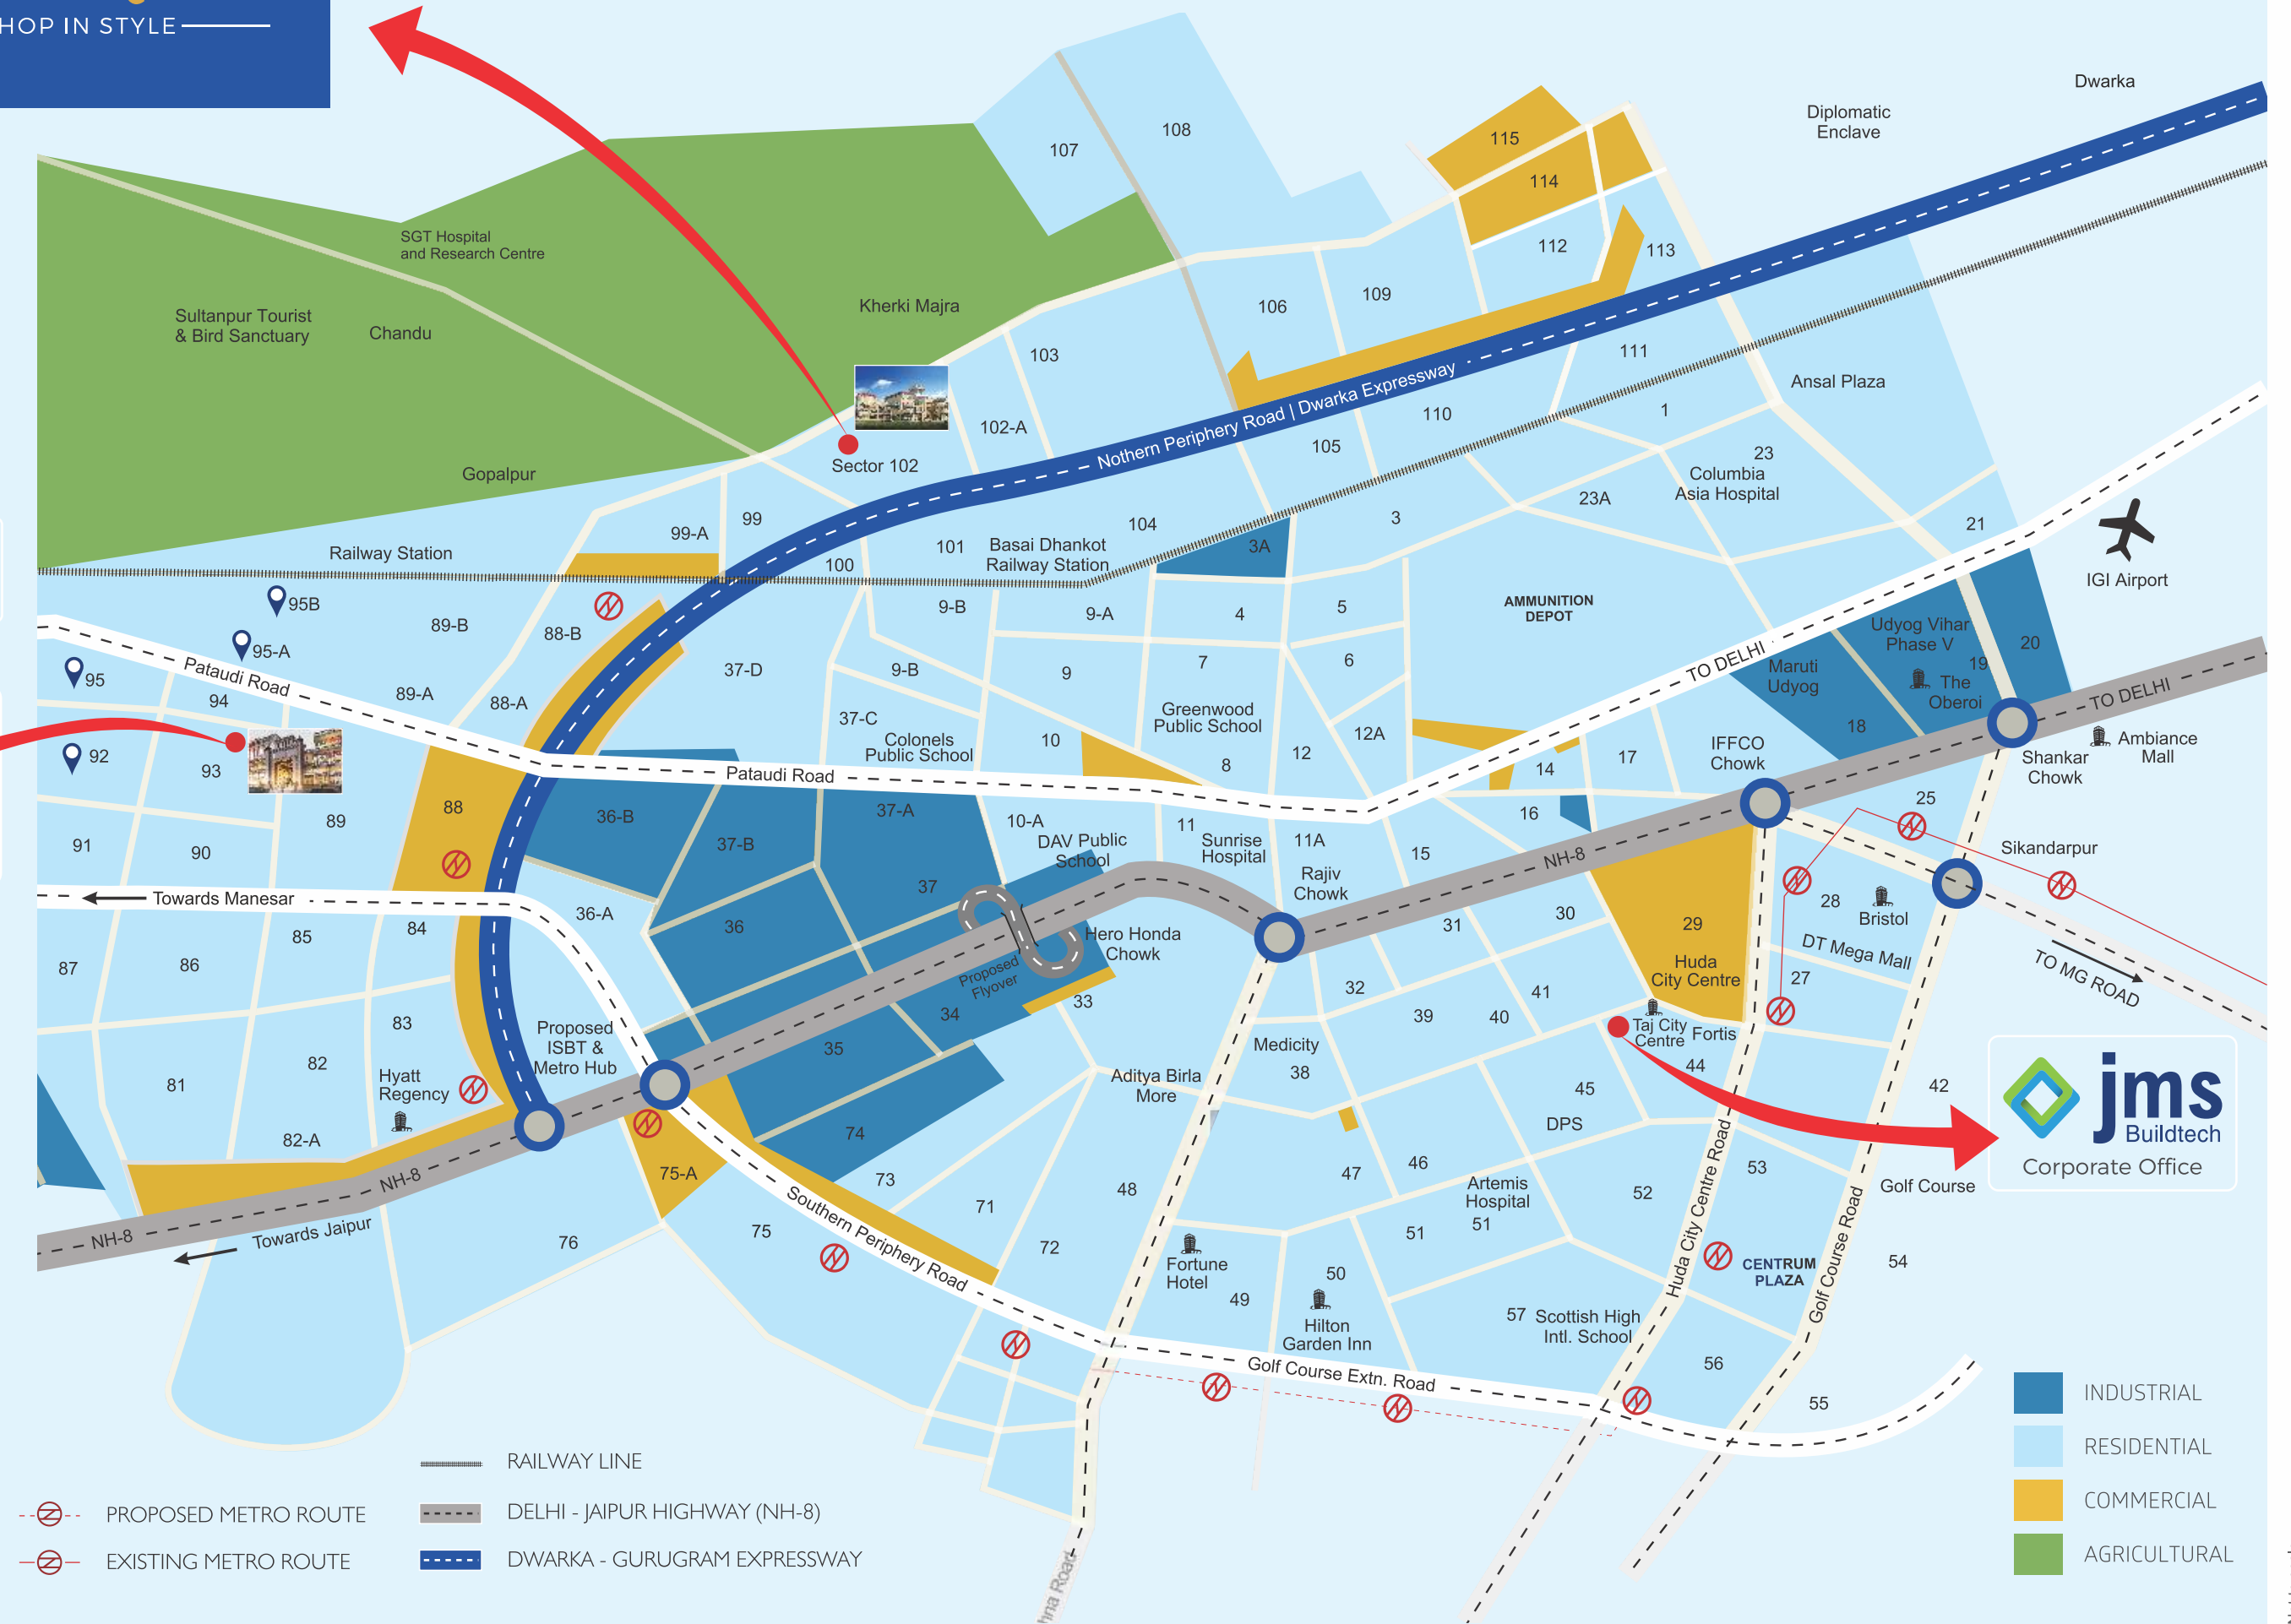 SHOP IN STYLE
Dwarka
Diplomatic
Enclave
107
108
115
114
112
113
SGT Hospital
and Research Centre
Sultanpur Tourist
& Bird Sanctuary
Chandu
Kherki Majra
106
109
103
111
102-A
Nothern Periphery Road | Dwarka Expressway
110
1
Ansal Plaza
105
23
Columbia
Asia Hospital
Sector 102
Gopalpur
23A
99-A
99
104
3
21
Railway Station
100
101
Basai Dhankot
Railway Station
3A
IGI Airport
95B
89-B
88-B
9-B
9-A
4
5
AMMUNITION
DEPOT
Udyog Vihar
Phase V
20
95-A
95
Pataudi Road
94
89-A
88-A
37-D
9-B
9
7
6
TO DELHI
Maruti
Udyog
19
The
Oberoi
TO DELHI
37-C
Colonels
Public School
10
Greenwood
Public School
12A
12
8
14
17
IFFCO
Chowk
18
Shankar
Chowk
Ambiance
Mall
92
93
Pataudi Road
88
36-B
37-A
10-A
11
11A
16
25
89
91
90
37-B
DAV Public
School
Sunrise
Hospital
15
NH-8
Sikandarpur
Rajiv
Chowk
37
Towards Manesar
36-A
36
84
85
86
87
Hero Honda
Chowk
Proposed
Flyover
31
30
29
Huda
City Centre
28
Bristol
DT Mega Mall
27
TO MG ROAD
32
33
34
35
39
40
41
Taj City
Centre
Fortis
44
83
82
81
Proposed
ISBT &
Metro Hub
Hyatt
Regency
82-A
Medicity
38
Aditya Birla
More
45
DPS
42
jms
Buildtech
Corporate Office
74
73
75-A
71
72
75
76
48
47
46
Artemis
Hospital
51
51
52
53
Golf Course
54
Huda City Centre Road
Golf Course Road
CENTRUM
PLAZA
NH-8
NH-8
Towards Jaipur
Southern Periphery Road
Fortune
Hotel
49
50
Hilton
Garden Inn
57
Scottish High
Intl. School
56
55
Golf Course Extn. Road
INDUSTRIAL
RESIDENTIAL
COMMERCIAL
AGRICULTURAL
RAILWAY LINE
PROPOSED METRO ROUTE
DELHI - JAIPUR HIGHWAY (NH-8)
EXISTING METRO ROUTE
DWARKA - GURUGRAM EXPRESSWAY
hna Road